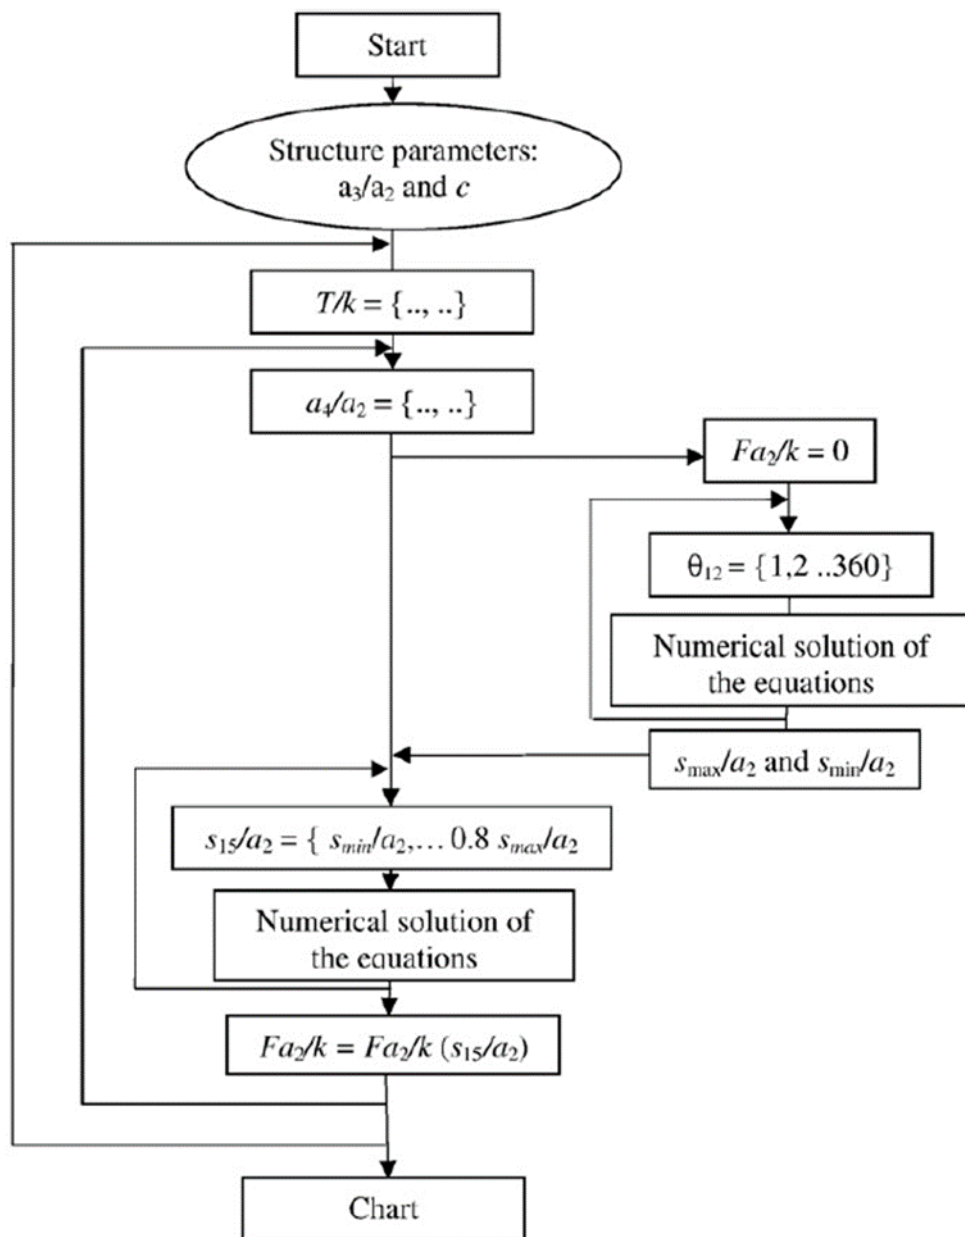 Start
Structure parameters:
a₃/a₂ and c
T/k = {.., ..}
a₄/a₂ = {.., ..}
Fa₂/k = 0
θ₁₂ = {1,2 ..360}
Numerical solution of
the equations
sₘₐₓ/a₂ and sₘᵢₙ/a₂
s₁₅/a₂ = { sₘᵢₙ/a₂,… 0.8 sₘₐₓ/a₂
Numerical solution of
the equations
Fa₂/k = Fa₂/k (s₁₅/a₂)
Chart